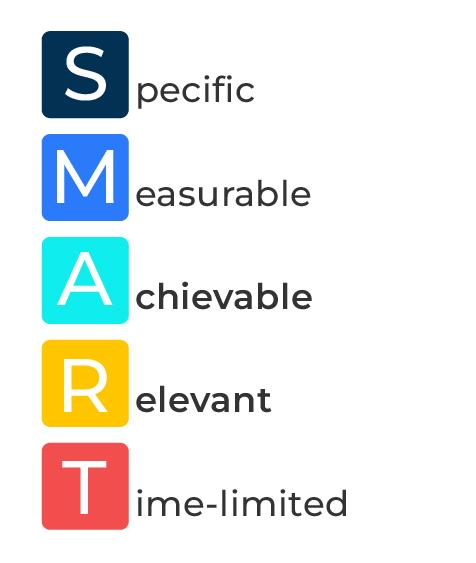 Specific
Measurable
Achievable
Relevant
Time-limited